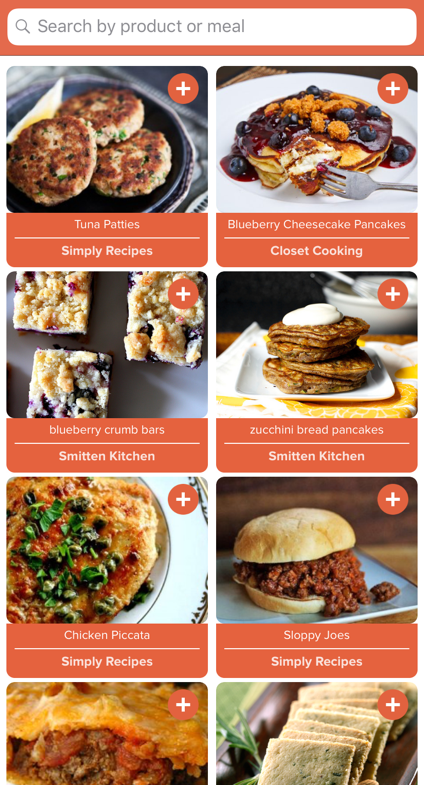 Search by product or meal
Tuna Patties
Simply Recipes
Blueberry Cheesecake Pancakes
Closet Cooking
blueberry crumb bars
Smitten Kitchen
zucchini bread pancakes
Smitten Kitchen
Chicken Piccata
Simply Recipes
Sloppy Joes
Simply Recipes